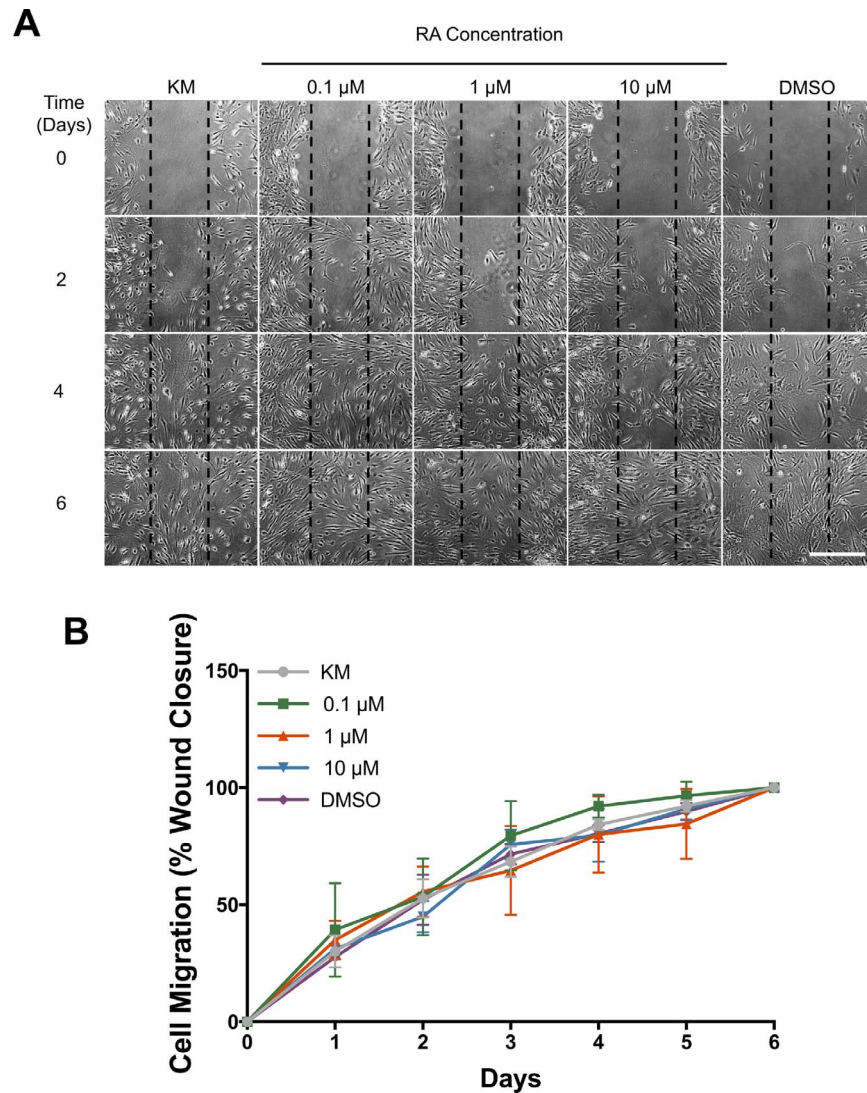 A
RA Concentration
KM 0.1 µM 1 µM 10 µM DMSO
Time
(Days)
0
2
4
6
B
Cell Migration (% Wound Closure)
150
100
50
0
KM
0.1 µM
1 µM
10 µM
DMSO
0 1 2 3 4 5 6
Days